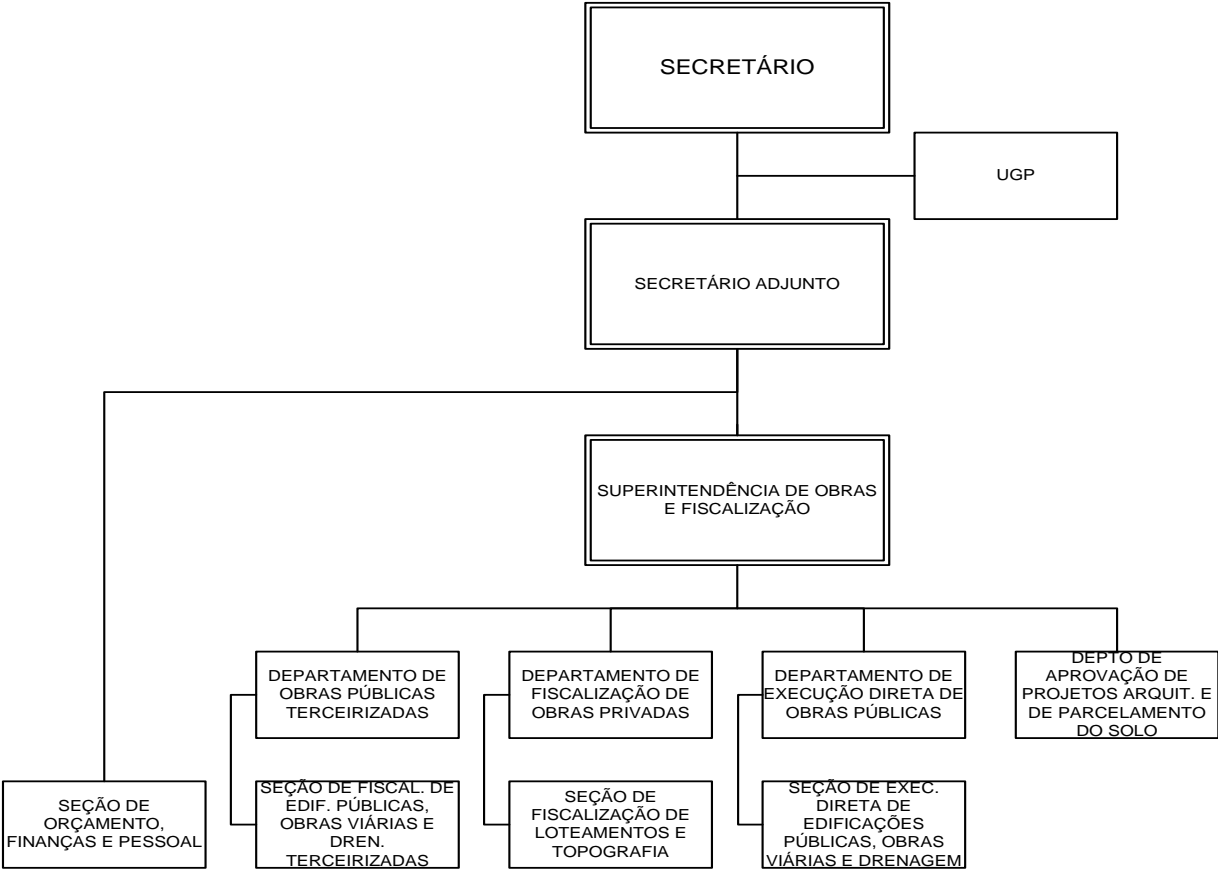 SECRETÁRIO
UGP
SECRETÁRIO ADJUNTO
SUPERINTENDÊNCIA DE OBRAS
E FISCALIZAÇÃO
DEPARTAMENTO DE
OBRAS PÚBLICAS
TERCEIRIZADAS
DEPARTAMENTO DE
FISCALIZAÇÃO DE
OBRAS PRIVADAS
DEPARTAMENTO DE
EXECUÇÃO DIRETA DE
OBRAS PÚBLICAS
DEPTO DE
APROVAÇÃO DE
PROJETOS ARQUIT. E
DE PARCELAMENTO
DO SOLO
SEÇÃO DE
ORÇAMENTO,
FINANÇAS E PESSOAL
SEÇÃO DE FISCAL. DE
EDIF. PÚBLICAS,
OBRAS VIÁRIAS E
DREN.
TERCEIRIZADAS
SEÇÃO DE
FISCALIZAÇÃO DE
LOTEAMENTOS E
TOPOGRAFIA
SEÇÃO DE EXEC.
DIRETA DE
EDIFICAÇÕES
PÚBLICAS, OBRAS
VIÁRIAS E DRENAGEM